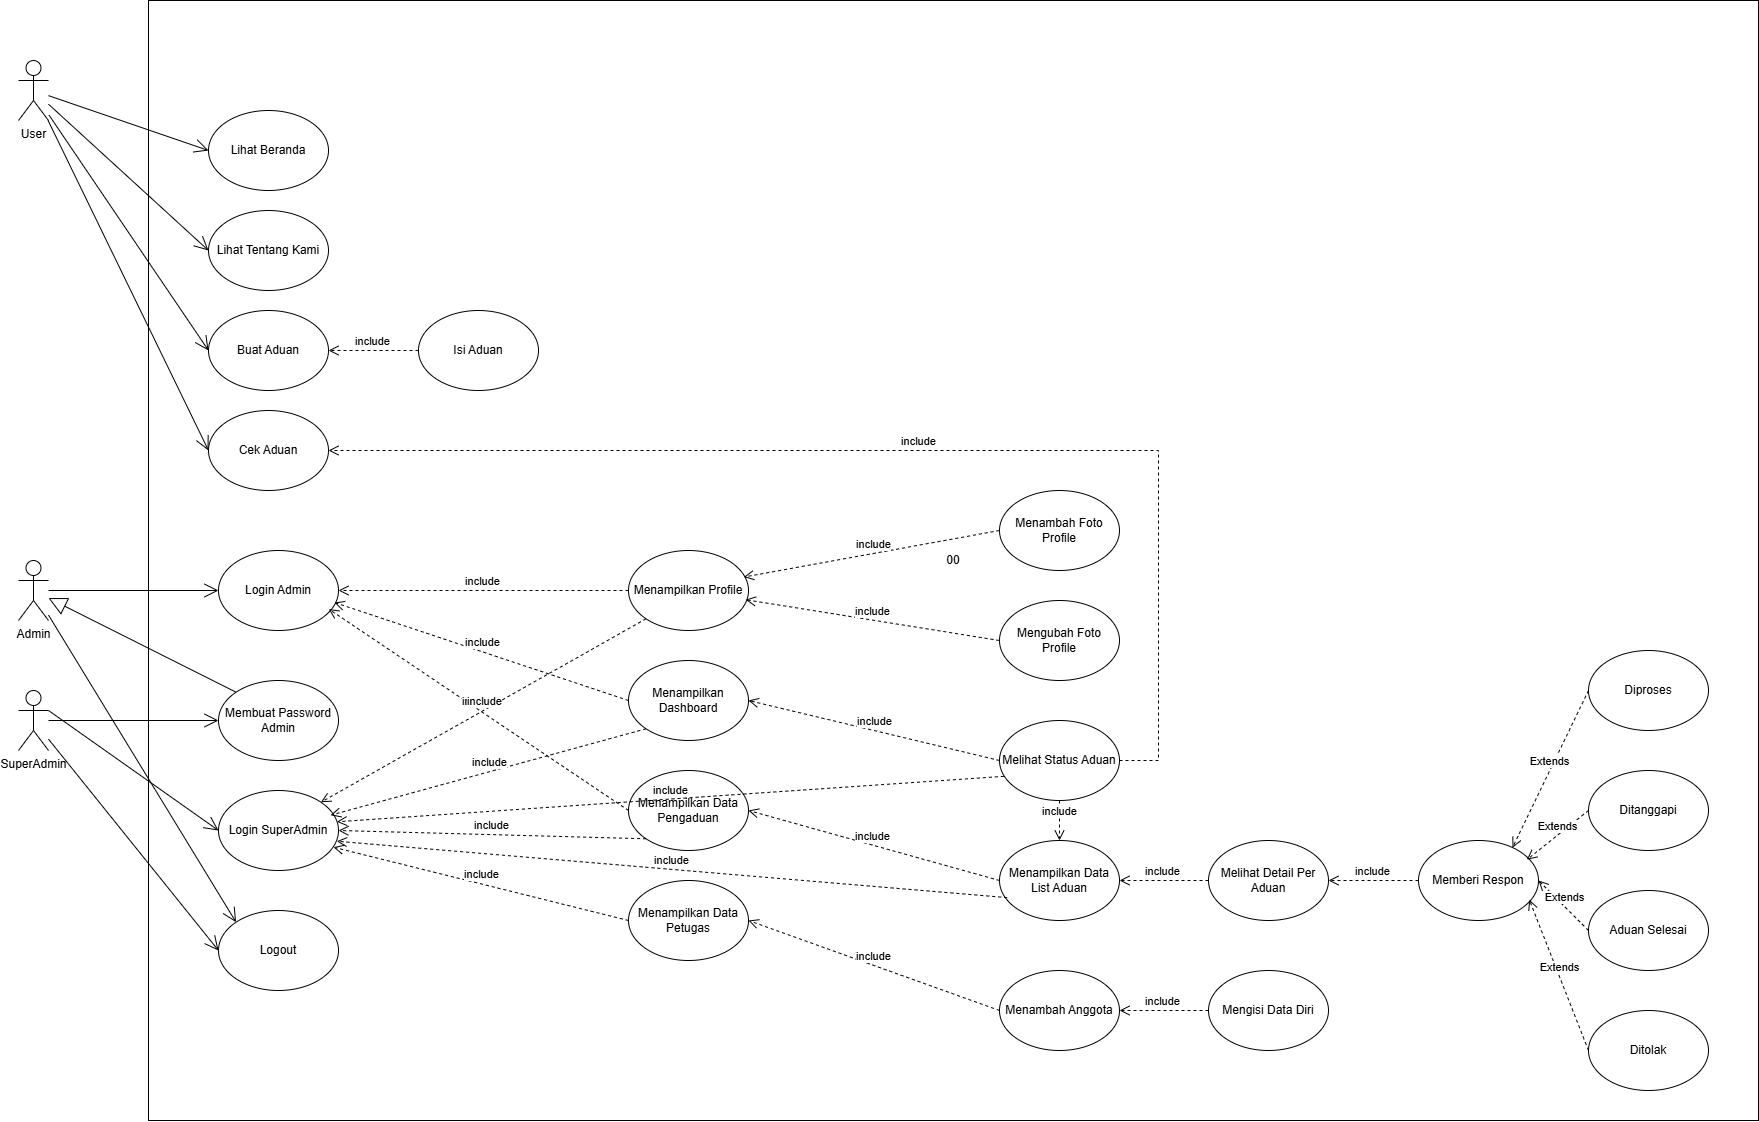 User
Lihat Beranda
Lihat Tentang Kami
Buat Aduan
include
Isi Aduan
Cek Aduan
include
Admin
Login Admin
include
Menampilkan Profile
include
Menambah Foto
Profile
00
include
Mengubah Foto
Profile
include
Menampilkan
Dashboard
SuperAdmin
Membuat Password
Admin
include
include
Melihat Status Aduan
include
Diproses
Extends
Login SuperAdmin
include
include
Menampilkan Data
Pengaduan
include
include
include
Ditanggapi
Extends
include
Menampilkan Data
List Aduan
include
Melihat Detail Per
Aduan
include
Memberi Respon
Extends
Aduan Selesai
include
Menampilkan Data
Petugas
Logout
include
Extends
Menambah Anggota
include
Mengisi Data Diri
Ditolak